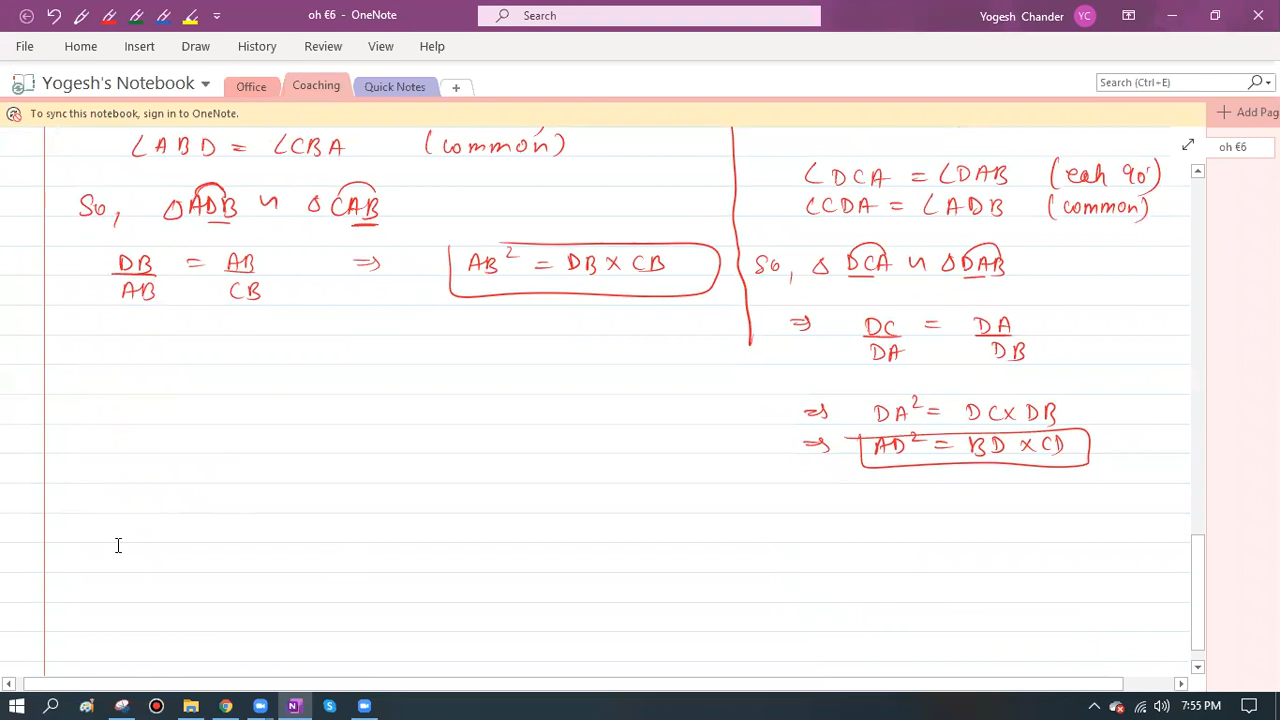 oh €6 - OneNote
Search
Yogesh Chander
YC
File Home Insert Draw History Review View Help
Yogesh's Notebook
Office
Coaching
Quick Notes
+
Search (Ctrl+E)
To sync this notebook, sign in to OneNote.
Add Pag
oh €6
∠ABD = ∠CBA (common)
So, △ADB ∽ △CAB
DB/AB = AB/CB ⇒ AB² = DB × CB
∠DCA = ∠DAB (eah 90°)
∠CDA = ∠ADB (common)
So, △DCA ∽ △DAB
⇒ DC/DA = DA/DB
⇒ DA² = DC × DB
⇒ AD² = BD × CD
7:55 PM